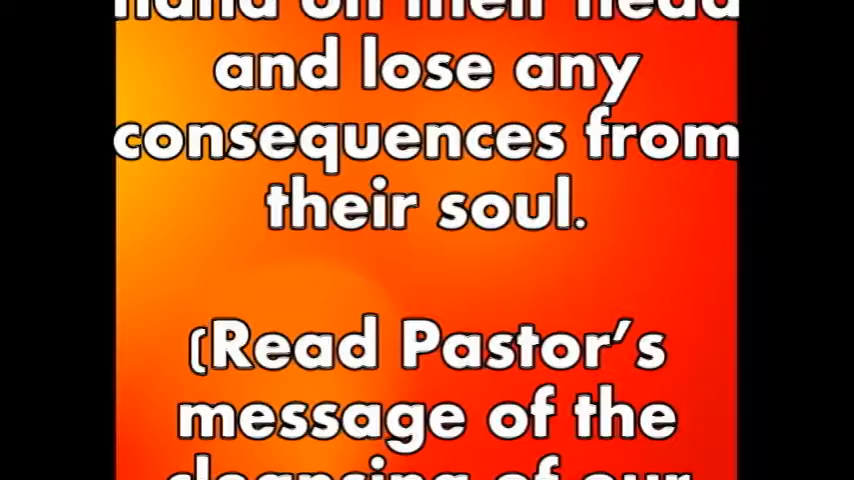 hand on their head
and lose any
consequences from
their soul.
(Read Pastor’s
message of the
cleansing of our